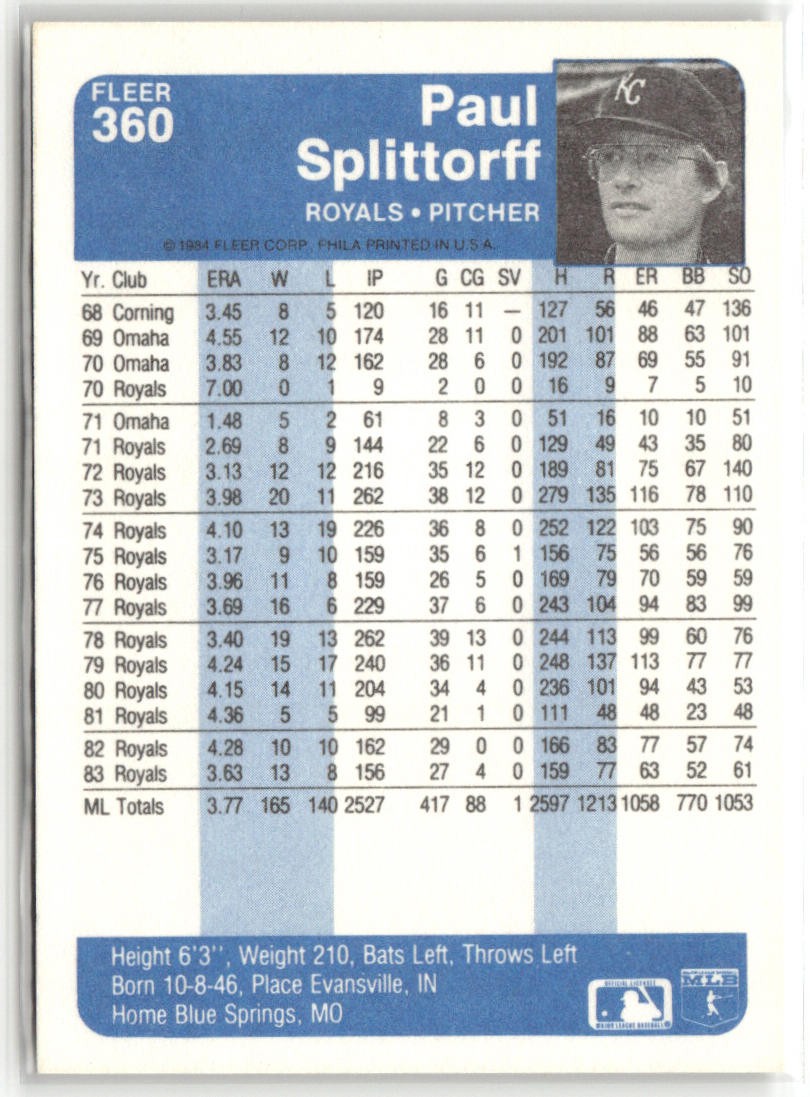 FLEER
360
Paul
Splittorff
ROYALS • PITCHER
© 1984 FLEER CORP. PHILA PRINTED IN U.S.A.
KC
Yr. Club ERA W L IP G CG SV H R ER BB SO
68 Corning 3.45 8 5 120 16 11 — 127 56 46 47 136
69 Omaha 4.55 12 10 174 28 11 0 201 101 88 63 101
70 Omaha 3.83 8 12 162 28 6 0 192 87 69 55 91
70 Royals 7.00 0 1 9 2 0 0 16 9 7 5 10
71 Omaha 1.48 5 2 61 8 3 0 51 16 10 10 51
71 Royals 2.69 8 9 144 22 6 0 129 49 43 35 80
72 Royals 3.13 12 12 216 35 12 0 189 81 75 67 140
73 Royals 3.98 20 11 262 38 12 0 279 135 116 78 110
74 Royals 4.10 13 19 226 36 8 0 252 122 103 75 90
75 Royals 3.17 9 10 159 35 6 1 156 75 56 56 76
76 Royals 3.96 11 8 159 26 5 0 169 79 70 59 59
77 Royals 3.69 16 6 229 37 6 0 243 104 94 83 99
78 Royals 3.40 19 13 262 39 13 0 244 113 99 60 76
79 Royals 4.24 15 17 240 36 11 0 248 137 113 77 77
80 Royals 4.15 14 11 204 34 4 0 236 101 94 43 53
81 Royals 4.36 5 5 99 21 1 0 111 48 48 23 48
82 Royals 4.28 10 10 162 29 0 0 166 83 77 57 74
83 Royals 3.63 13 8 156 27 4 0 159 77 63 52 61
ML Totals 3.77 165 140 2527 417 88 1 2597 1213 1058 770 1053
Height 6'3'', Weight 210, Bats Left, Throws Left
Born 10-8-46, Place Evansville, IN
Home Blue Springs, MO
OFFICIAL LICENSEE
MAJOR LEAGUE BASEBALL
MLB